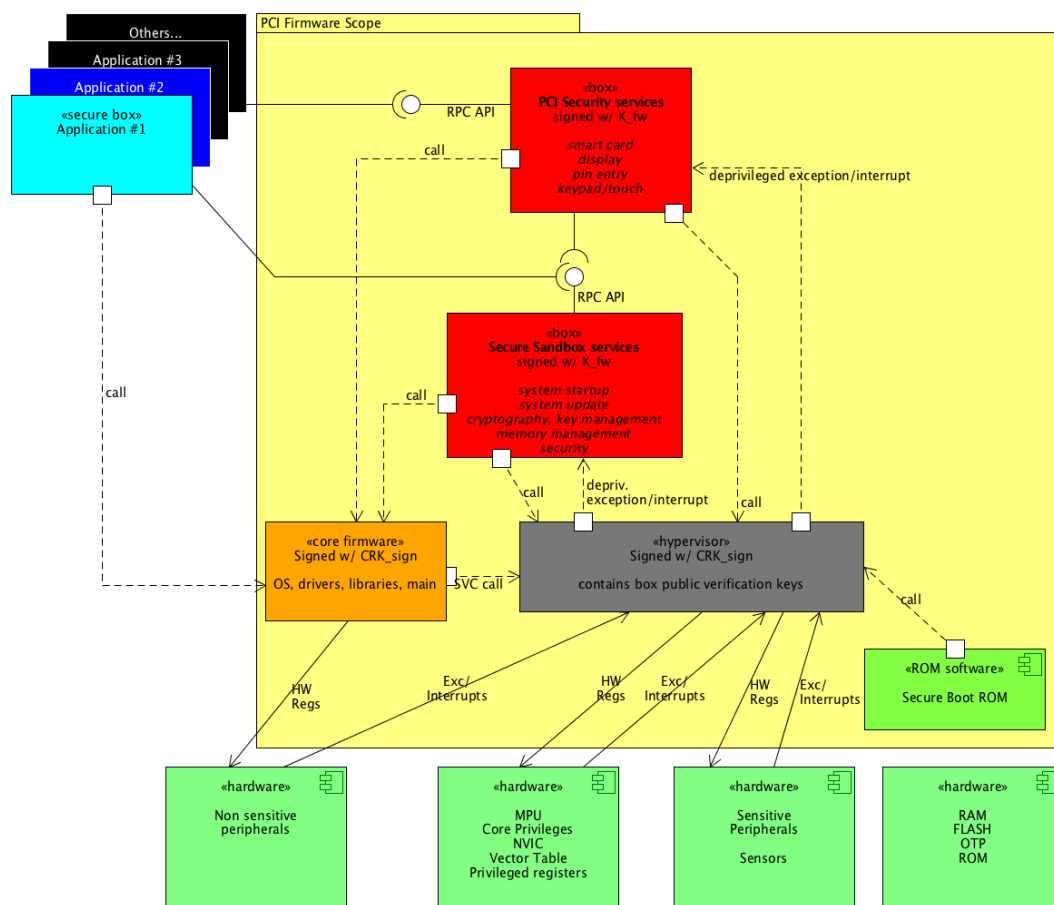 PCI Firmware Scope
Others...
Application #3
Application #2
«secure box»
Application #1
RPC API
«box»
PCI Security services
signed w/ K_fw
smart card
display
pin entry
keypad/touch
call
deprivileged exception/interrupt
RPC API
«box»
Secure Sandbox services
signed w/ K_fw
system startup
system update
cryptography, key management
memory management
security
call
call
call
depriv.
exception/interrupt
call
«core firmware»
Signed w/ CRK_sign
OS, drivers, libraries, main
SVC call
«hypervisor»
Signed w/ CRK_sign
contains box public verification keys
call
«ROM software»
Secure Boot ROM
HW
Regs
Exc/
Interrupts
HW
Regs
Exc/
Interrupts
HW
Regs
Exc/
Interrupts
«hardware»
Non sensitive
peripherals
«hardware»
MPU
Core Privileges
NVIC
Vector Table
Privileged registers
«hardware»
Sensitive
Peripherals
Sensors
«hardware»
RAM
FLASH
OTP
ROM